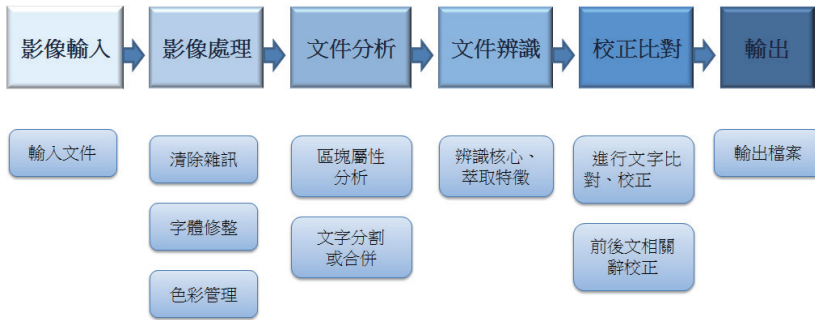 影像輸入
影像處理
文件分析
文件辨識
校正比對
輸出
輸入文件
清除雜訊
字體修整
色彩管理
區塊屬性
分析
文字分割
或合併
辨識核心、
萃取特徵
進行文字比
對、校正
前後文相關
辭校正
輸出檔案